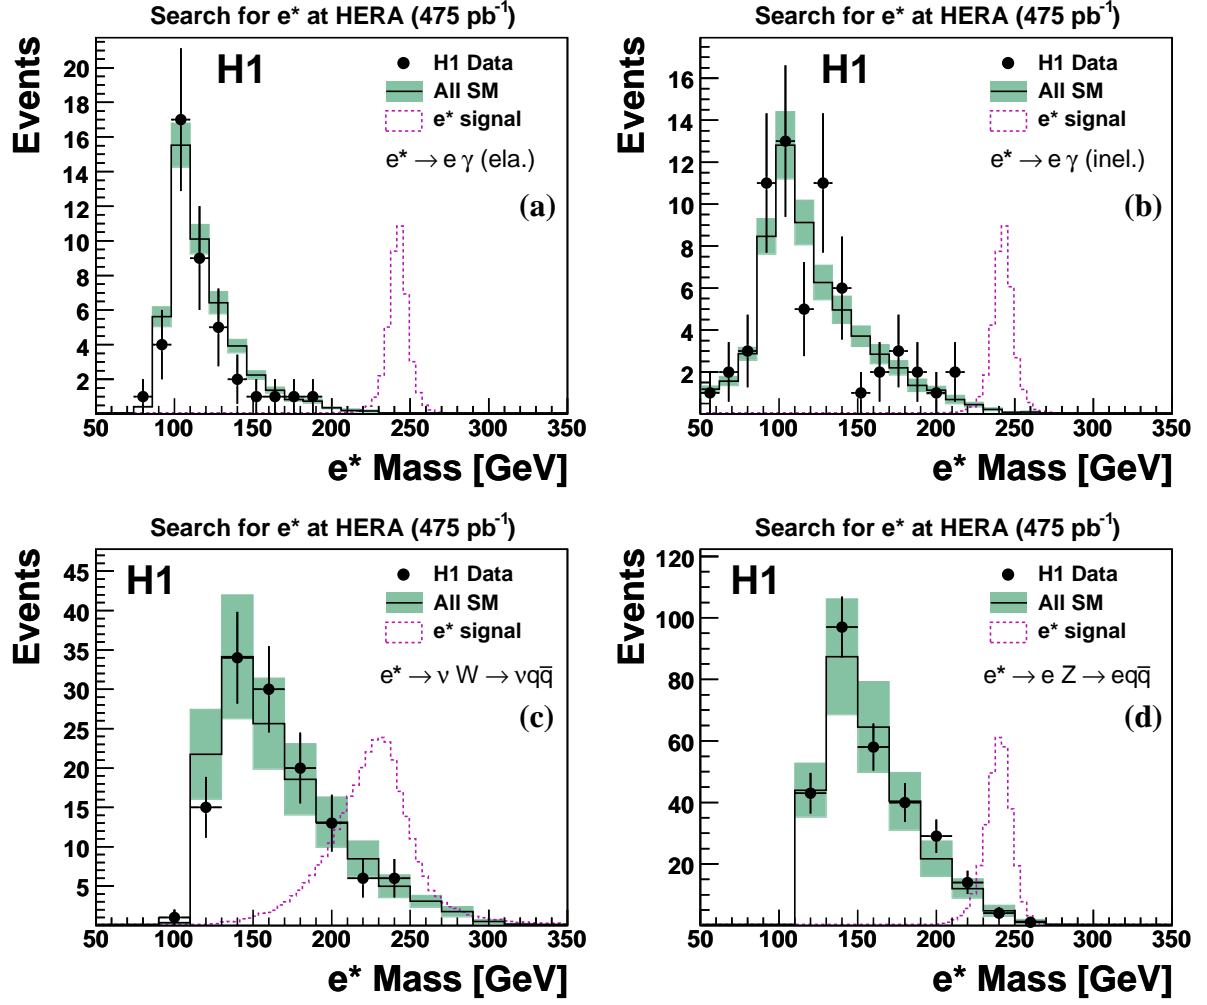 Search for e* at HERA (475 pb⁻¹)
Events
20
18
16
14
12
10
8
6
4
2
H1
H1 Data
All SM
e* signal
e* → e γ (ela.)
(a)
50 100 150 200 250 300 350
e* Mass [GeV]
Search for e* at HERA (475 pb⁻¹)
Events
16
14
12
10
8
6
4
2
H1
H1 Data
All SM
e* signal
e* → e γ (inel.)
(b)
50 100 150 200 250 300 350
e* Mass [GeV]
Search for e* at HERA (475 pb⁻¹)
Events
45
40
35
30
25
20
15
10
5
H1
H1 Data
All SM
e* signal
e* → ν W → νqq̅
(c)
50 100 150 200 250 300 350
e* Mass [GeV]
Search for e* at HERA (475 pb⁻¹)
Events
120
100
80
60
40
20
H1
H1 Data
All SM
e* signal
e* → e Z → eqq̅
(d)
50 100 150 200 250 300 350
e* Mass [GeV]